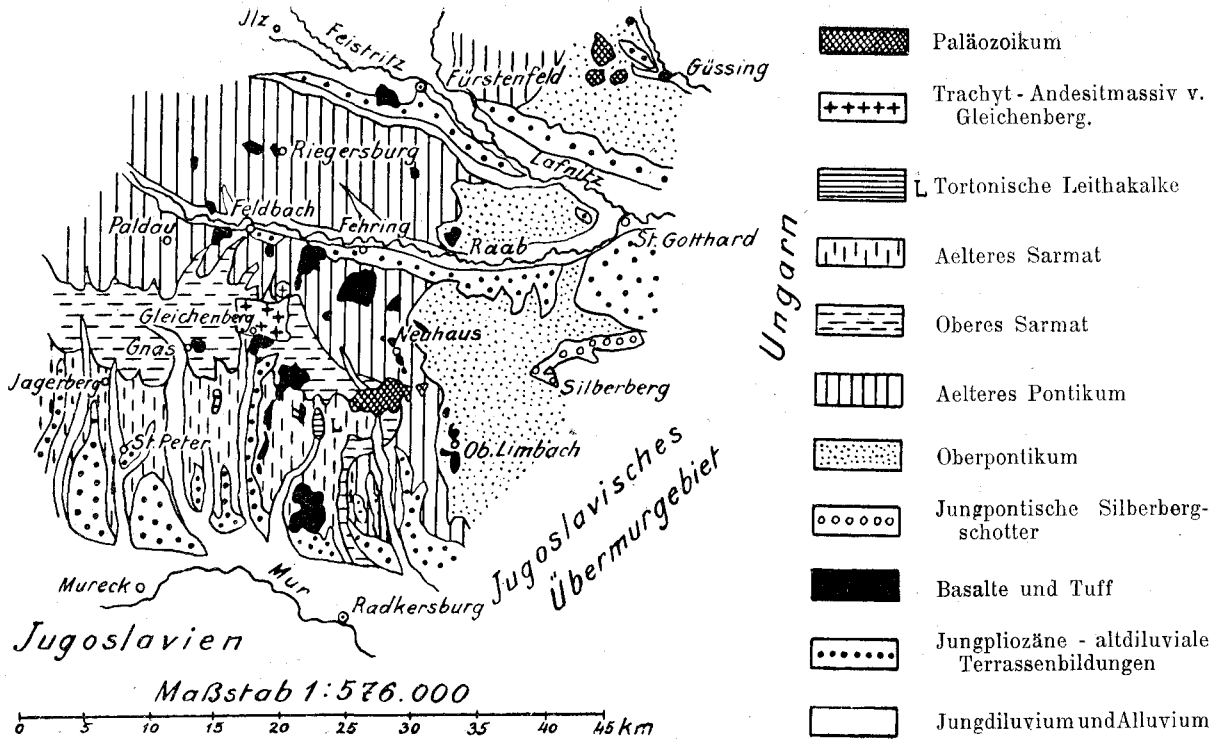 Jlz
Feistritz
Fürstenfeld
Güssing
Riegersburg
Lafnitz
Feldbach
Paldau
Fehring
Raab
St. Gotthard
Ungarn
Gleichenberg
Gnas
Neuhaus
Jagerberg
Silberberg
St. Peter
L
L
Ob. Limbach
Jugoslavisches
Übermurgebiet
Mureck
Mur
Radkersburg
Jugoslavien
Maßstab 1:576.000
0 5 10 15 20 25 30 35 40 45 km
Paläozoikum
Trachyt - Andesitmassiv v.
Gleichenberg.
L Tortonische Leithakalke
Aelteres Sarmat
Oberes Sarmat
Aelteres Pontikum
Oberpontikum
Jungpontische Silberberg-
schotter
Basalte und Tuff
Jungpliozäne - altdiluviale
Terrassenbildungen
Jungdiluvium und Alluvium